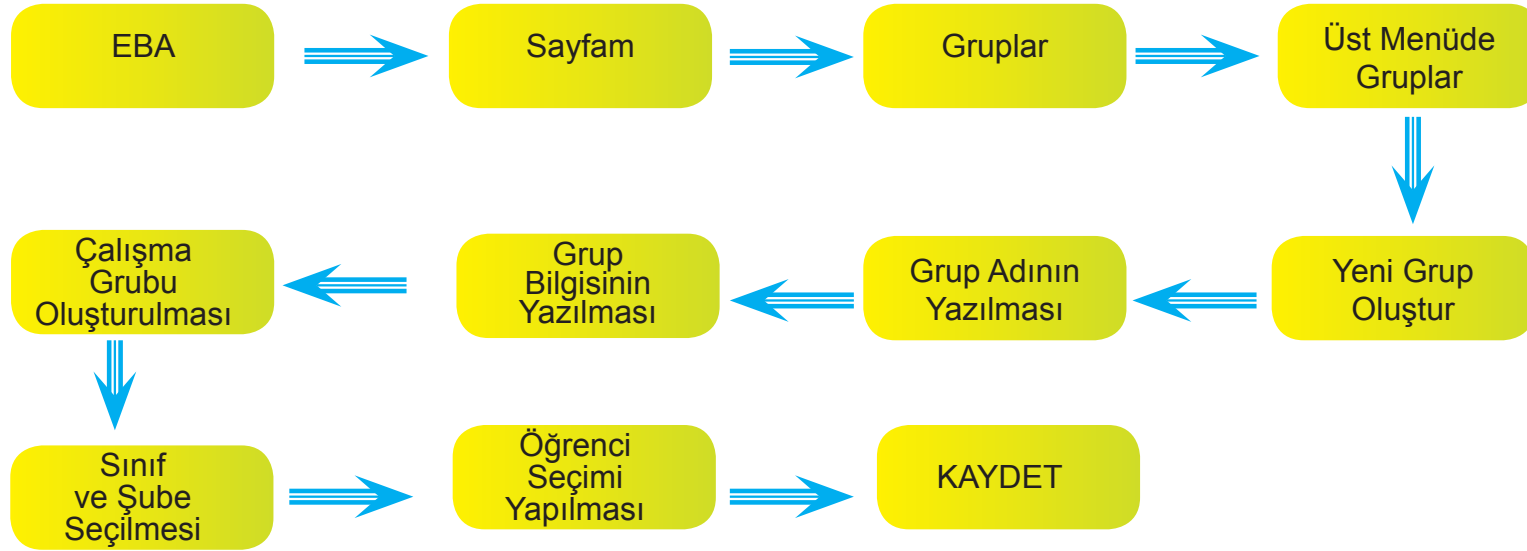 EBA
Sayfam
Gruplar
Üst Menüde
Gruplar
Yeni Grup
Oluştur
Grup Adının
Yazılması
Grup
Bilgisinin
Yazılması
Çalışma
Grubu
Oluşturulması
Sınıf
ve Şube
Seçilmesi
Öğrenci
Seçimi
Yapılması
KAYDET